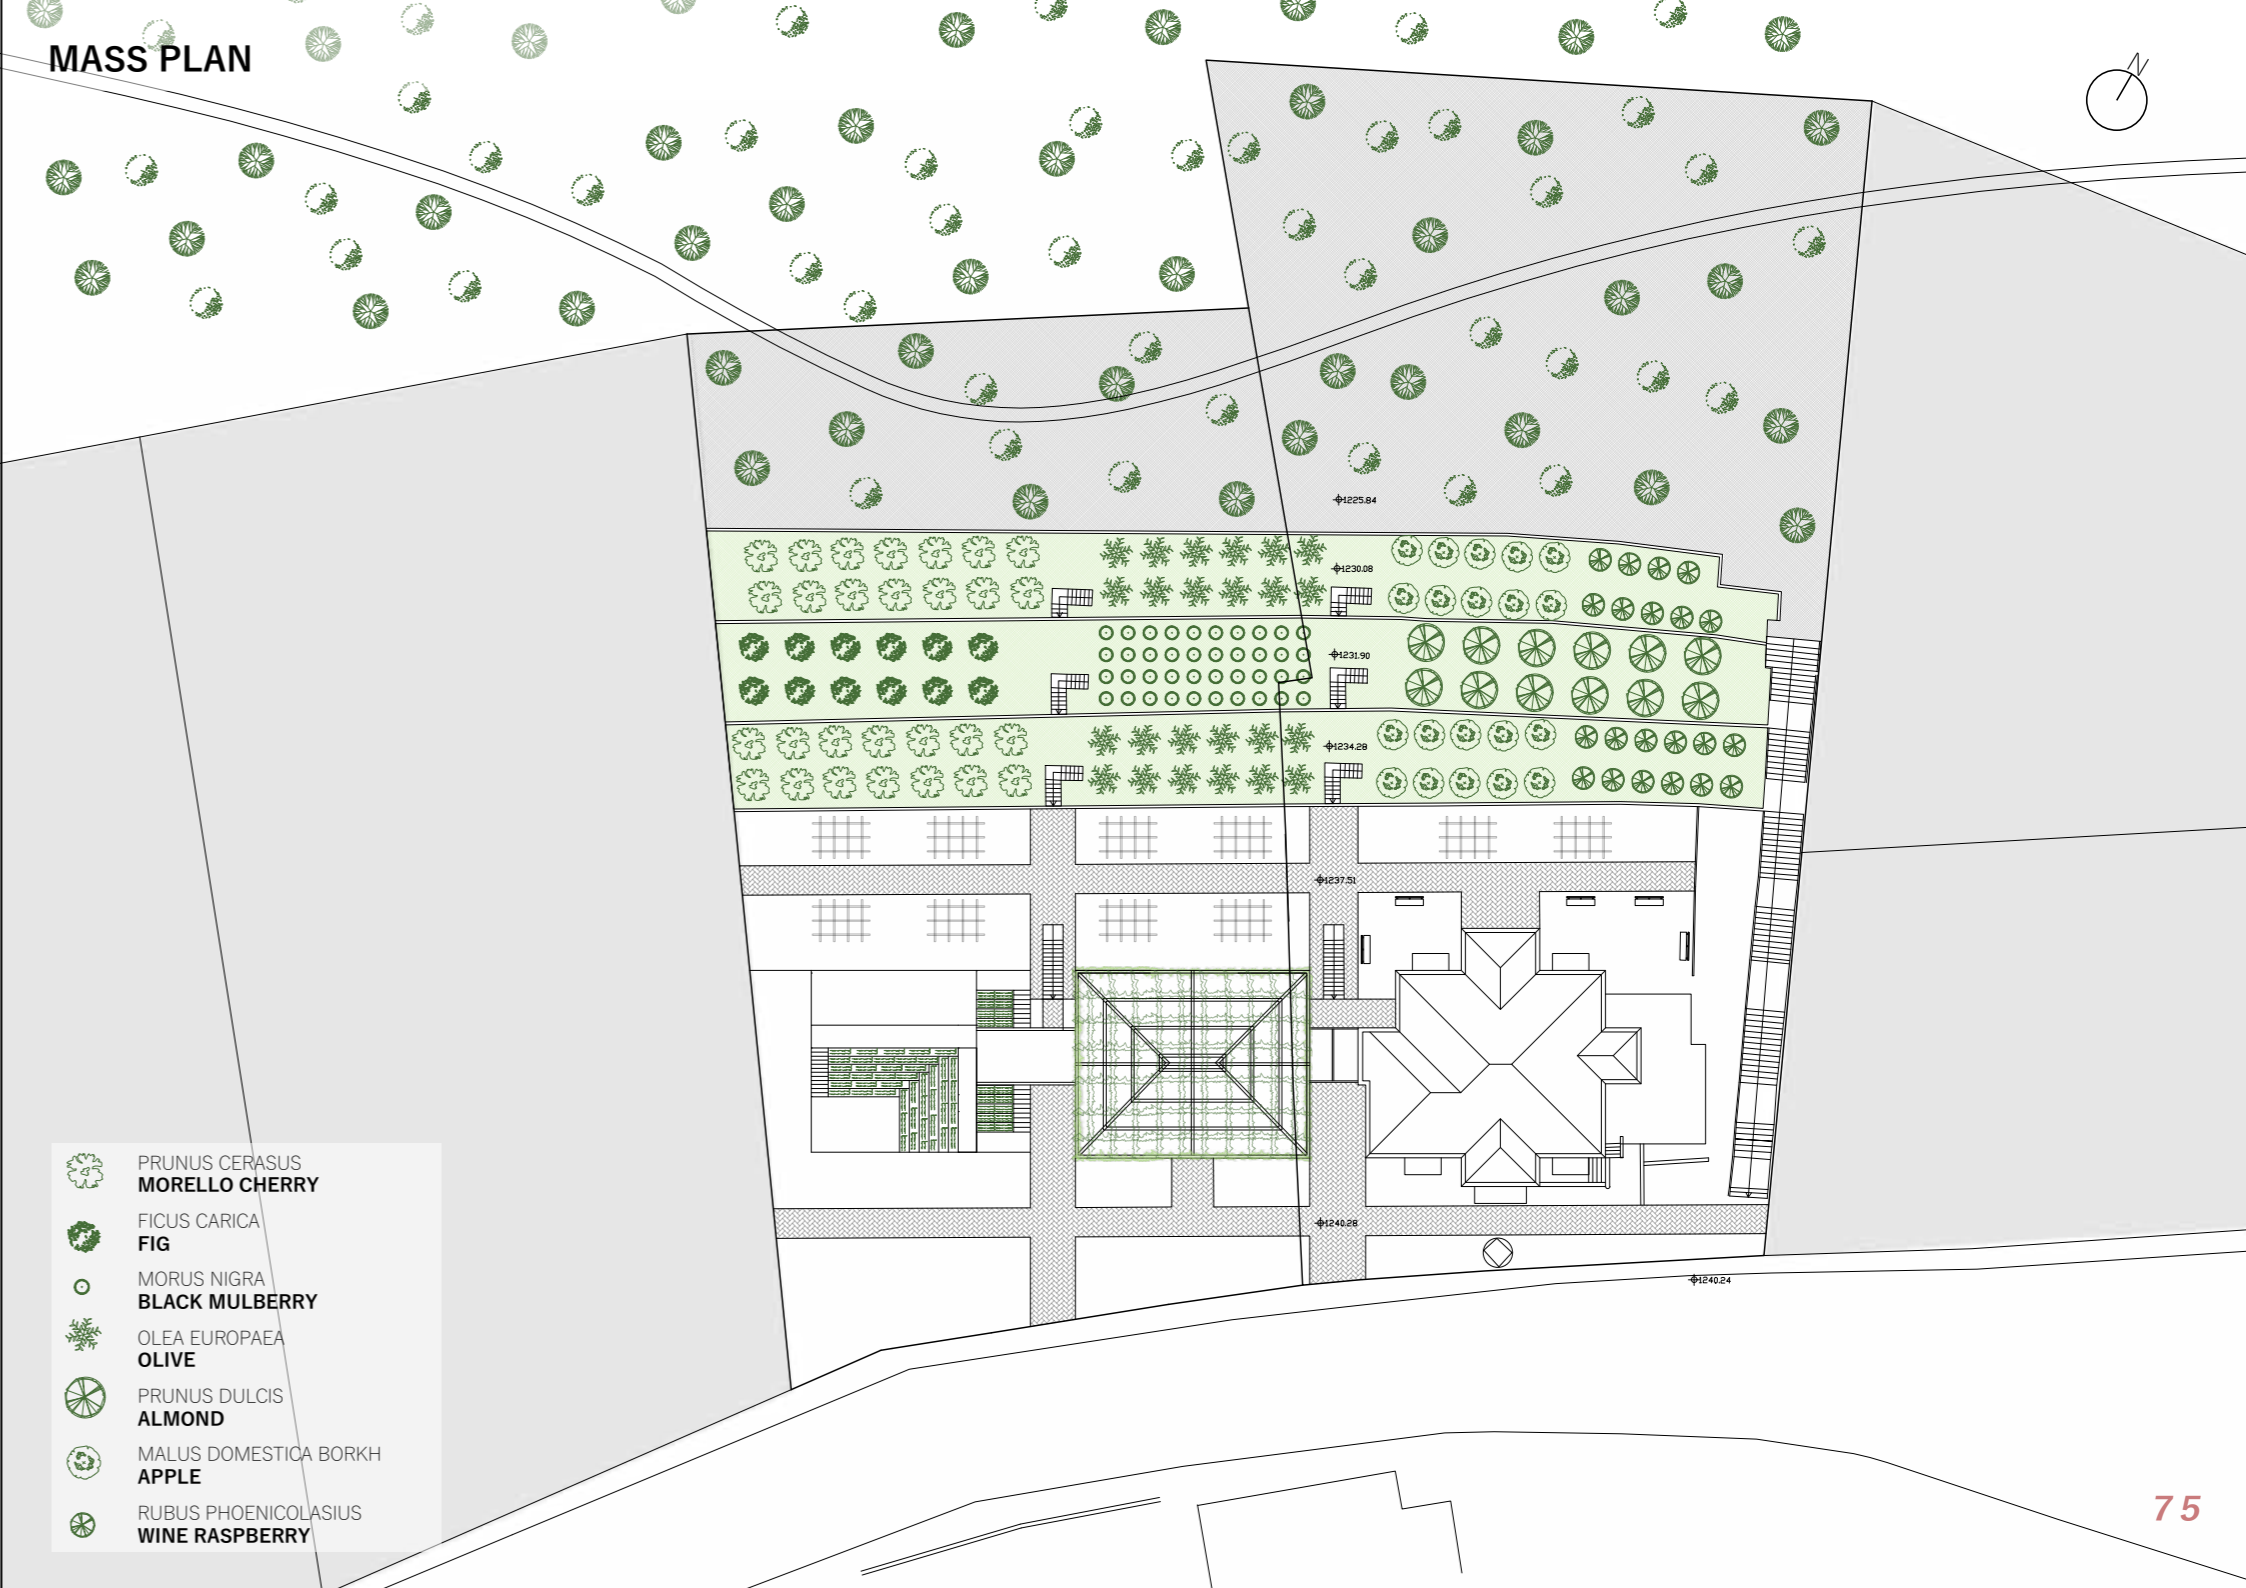 MASS PLAN
N
1225.84
1230.08
1231.90
1234.28
1237.51
1240.28
1240.24
PRUNUS CERASUS
MORELLO CHERRY
FICUS CARICA
FIG
MORUS NIGRA
BLACK MULBERRY
OLEA EUROPAEA
OLIVE
PRUNUS DULCIS
ALMOND
MALUS DOMESTICA BORKH
APPLE
RUBUS PHOENICOLASIUS
WINE RASPBERRY
75